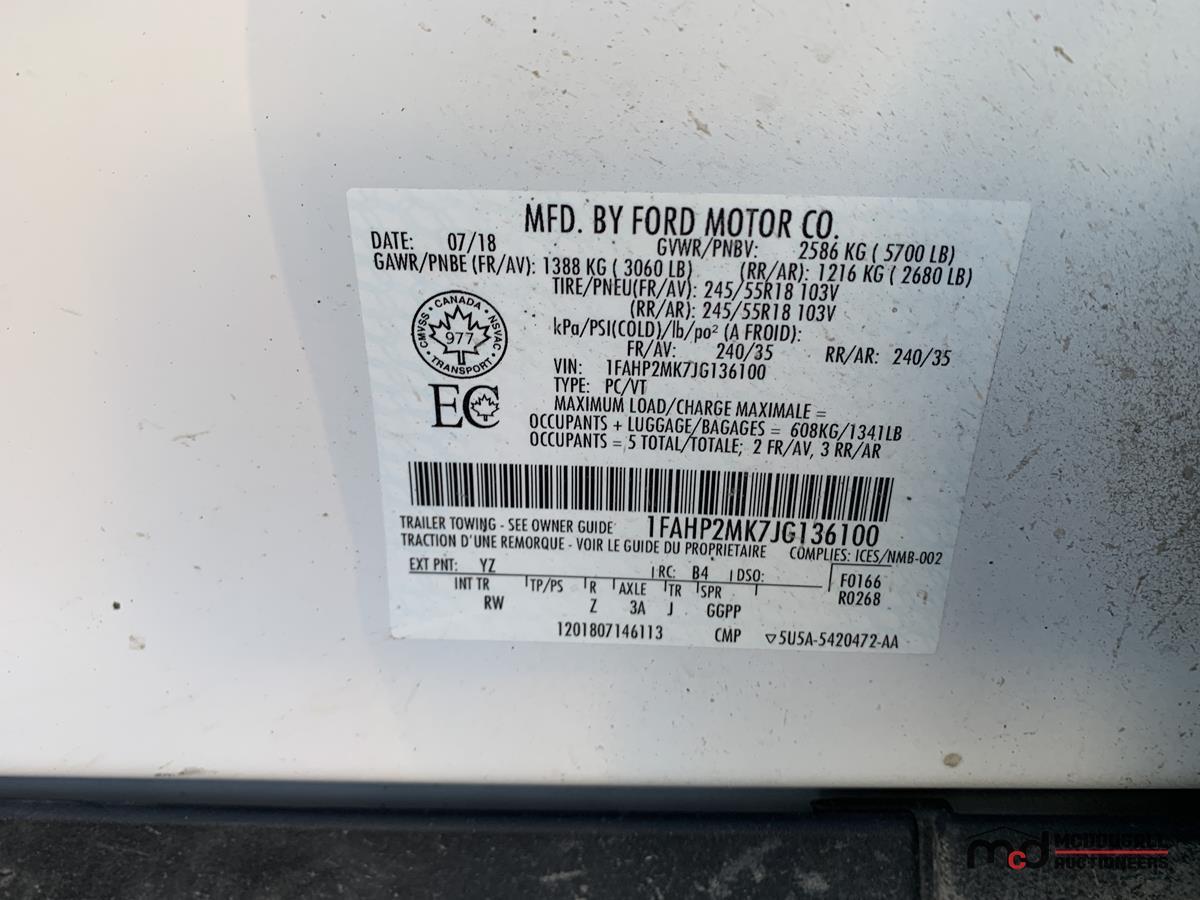 MFD. BY FORD MOTOR CO.
DATE: 07/18 GVWR/PNBV: 2586 KG ( 5700 LB)
GAWR/PNBE (FR/AV): 1388 KG ( 3060 LB) (RR/AR): 1216 KG ( 2680 LB)
TIRE/PNEU(FR/AV): 245/55R18 103V
(RR/AR): 245/55R18 103V
kPa/PSI(COLD)/lb/po² (A FROID):
FR/AV: 240/35 RR/AR: 240/35
CANADA
CMVSS 977 NSVAC
TRANSPORT
EC
VIN: 1FAHP2MK7JG136100
TYPE: PC/VT
MAXIMUM LOAD/CHARGE MAXIMALE =
OCCUPANTS + LUGGAGE/BAGAGES = 608KG/1341LB
OCCUPANTS = 5 TOTAL/TOTALE; 2 FR/AV, 3 RR/AR
TRAILER TOWING - SEE OWNER GUIDE 1FAHP2MK7JG136100
TRACTION D'UNE REMORQUE - VOIR LE GUIDE DU PROPRIETAIRE COMPLIES: ICES/NMB-002
EXT PNT: YZ RC: B4 DSO: F0166
INT TR TP/PS R AXLE TR SPR R0268
RW Z 3A J GGPP
1201807146113 CMP ▽5U5A-5420472-AA
mcd MCDOUGALL
AUCTIONEERS